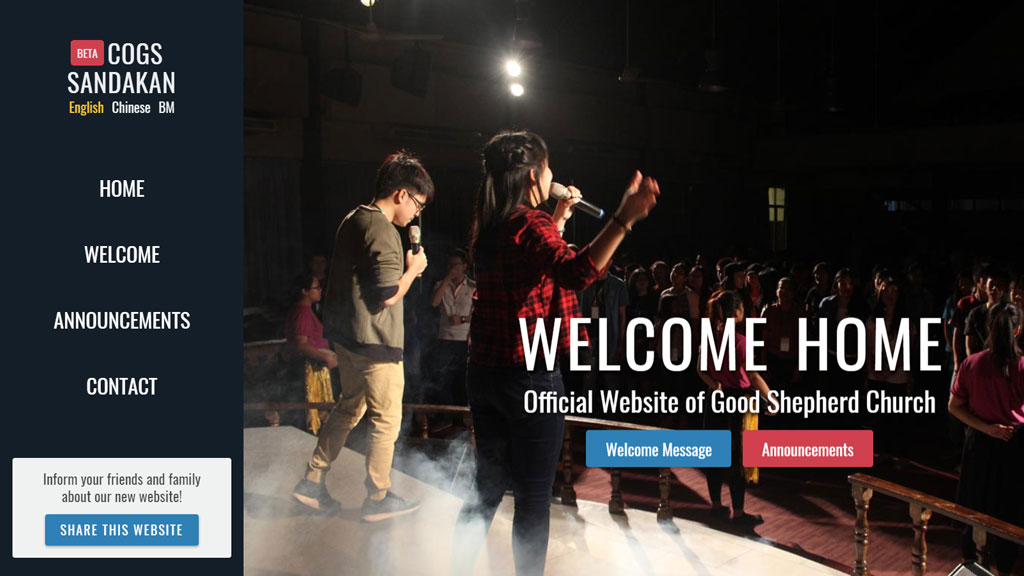 BETA COGS
SANDAKAN
English Chinese BM
HOME
WELCOME
ANNOUNCEMENTS
CONTACT
Inform your friends and family
about our new website!
SHARE THIS WEBSITE
WELCOME HOME
Official Website of Good Shepherd Church
Welcome Message Announcements